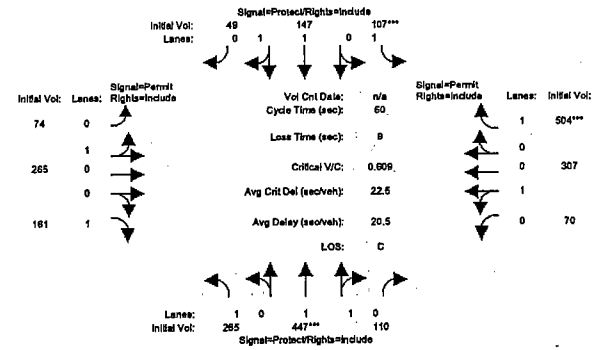 Signal=Protect/Rights=Include
Initial Vol: 49 147 107***
Lanes: 0 1 1 0 1
Signal=Permit
Initial Vol: Lanes: Rights=Include
Vol Cnt Date: n/a
Signal=Permit
Rights=Include Lanes: Initial Vol:
Cycle Time (sec): 60
74 0
1 504***
Loss Time (sec): 9
1
0
265 0
Critical V/C: 0.609
0 307
0
Avg Crit Del (sec/veh): 22.5
1
161 1
Avg Delay (sec/veh): 20.5
0 70
LOS: C
Lanes: 1 0 1 1 0
Initial Vol: 265 447*** 110
Signal=Protect/Rights=Include